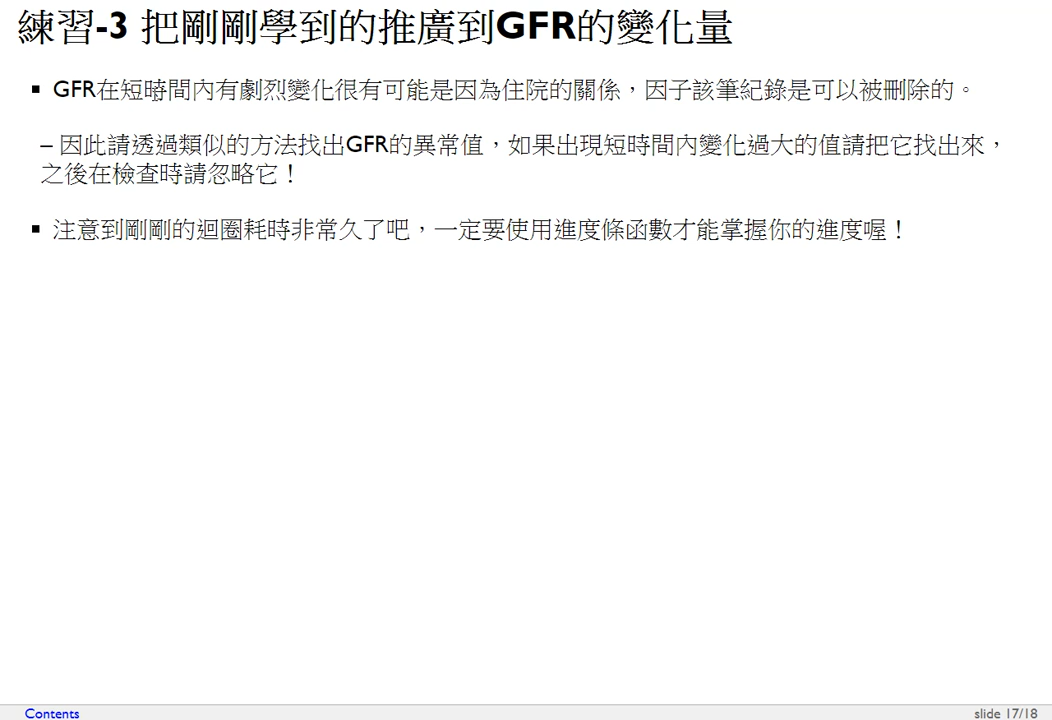 練習-3 把剛剛學到的推廣到GFR的變化量
▪ GFR在短時間內有劇烈變化很有可能是因為住院的關係，因子該筆紀錄是可以被刪除的。
– 因此請透過類似的方法找出GFR的異常值，如果出現短時間內變化過大的值請把它找出來，
之後在檢查時請忽略它！
▪ 注意到剛剛的迴圈耗時非常久了吧，一定要使用進度條函數才能掌握你的進度喔！
Contents
slide 17/18